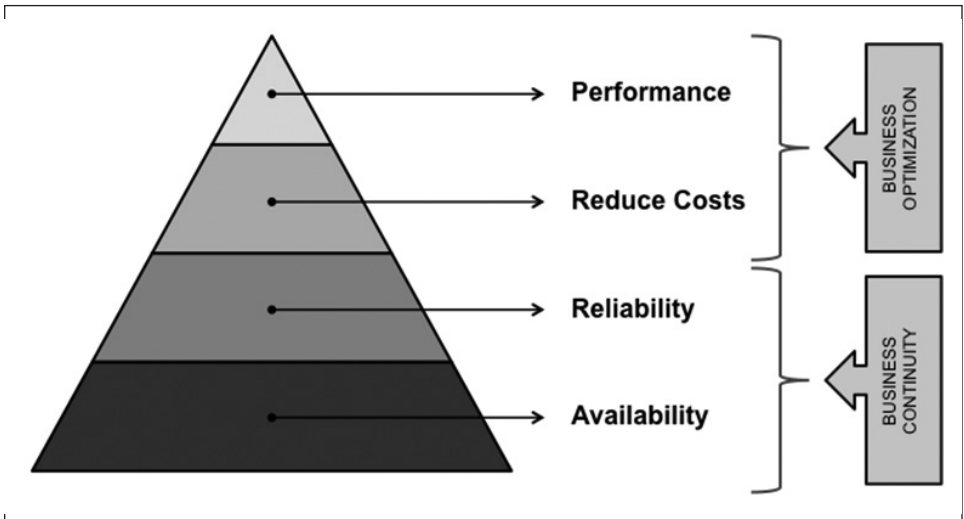 Performance
Reduce Costs
Reliability
Availability
BUSINESS
OPTIMIZATION
BUSINESS
CONTINUITY